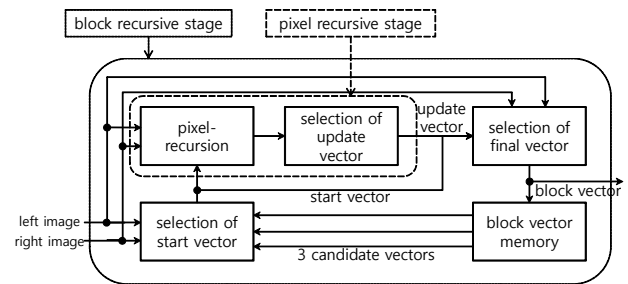 block recursive stage
pixel recursive stage
pixel-
recursion
selection of
update
vector
update
vector
selection of
final vector
start vector
block vector
left image
right image
selection of
start vector
block vector
memory
3 candidate vectors